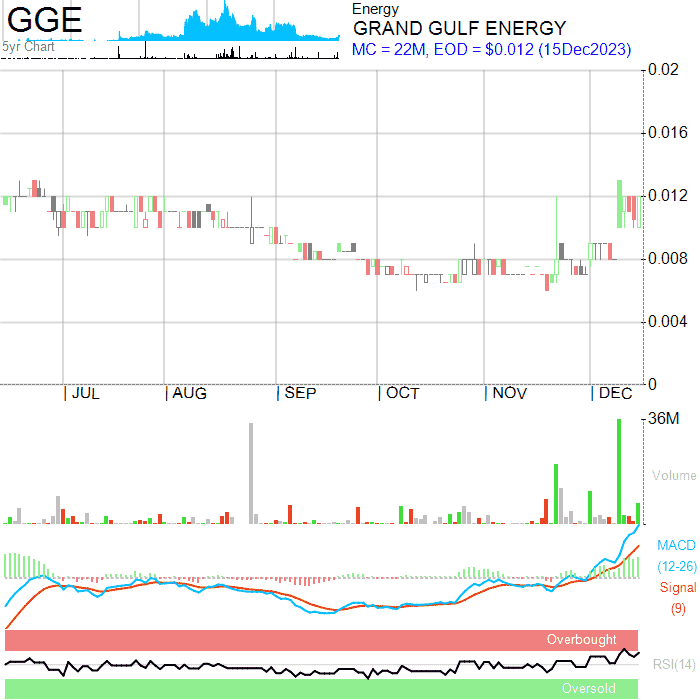 GGE
5yr Chart
Energy
GRAND GULF ENERGY
MC = 22M, EOD = $0.012 (15Dec2023)
0.02
0.016
0.012
0.008
0.004
0
JUL AUG SEP OCT NOV DEC
36M
Volume
MACD
(12-26)
Signal
(9)
Overbought
RSI(14)
Oversold